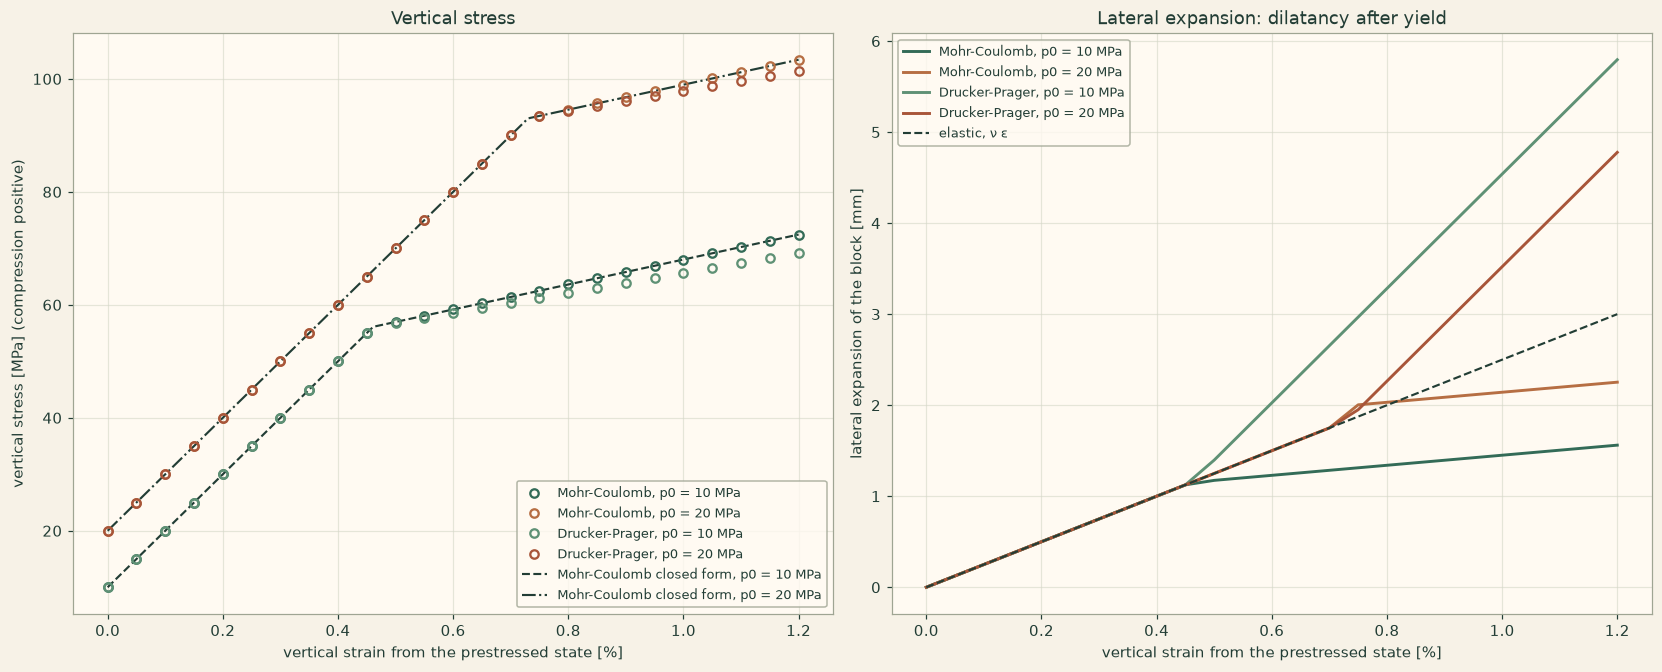 Vertical stress
vertical stress [MPa] (compression positive)
100
80
60
40
20
Mohr-Coulomb, p0 = 10 MPa
Mohr-Coulomb, p0 = 20 MPa
Drucker-Prager, p0 = 10 MPa
Drucker-Prager, p0 = 20 MPa
Mohr-Coulomb closed form, p0 = 10 MPa
Mohr-Coulomb closed form, p0 = 20 MPa
0.0 0.2 0.4 0.6 0.8 1.0 1.2
vertical strain from the prestressed state [%]
Lateral expansion: dilatancy after yield
lateral expansion of the block [mm]
6
5
4
3
2
1
0
Mohr-Coulomb, p0 = 10 MPa
Mohr-Coulomb, p0 = 20 MPa
Drucker-Prager, p0 = 10 MPa
Drucker-Prager, p0 = 20 MPa
elastic, ν ε
0.0 0.2 0.4 0.6 0.8 1.0 1.2
vertical strain from the prestressed state [%]